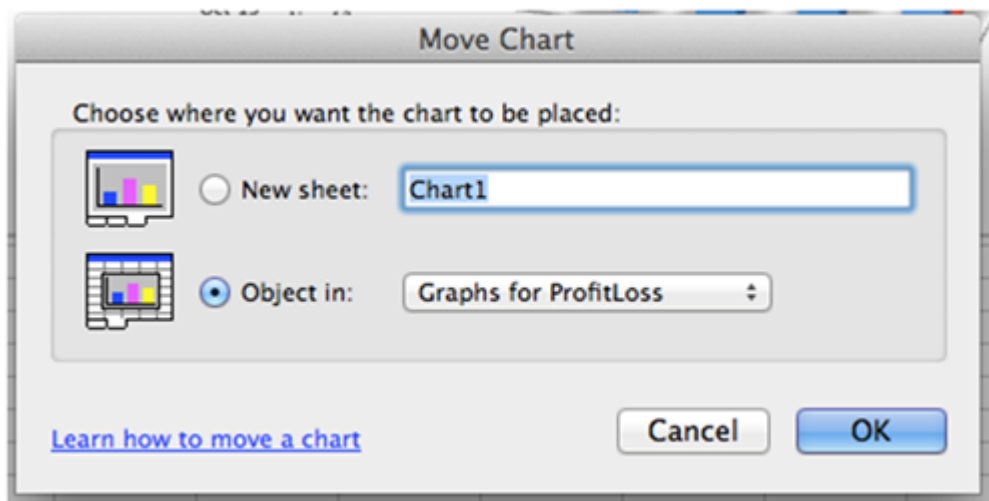 Move Chart
Choose where you want the chart to be placed:
New sheet: Chart1
Object in: Graphs for ProfitLoss
Learn how to move a chart
Cancel
OK